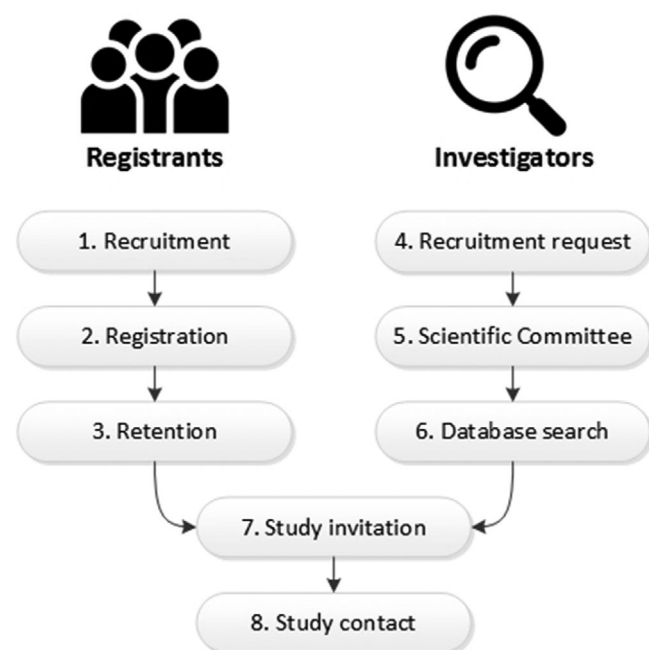 Registrants
Investigators
1. Recruitment
2. Registration
3. Retention
4. Recruitment request
5. Scientific Committee
6. Database search
7. Study invitation
8. Study contact